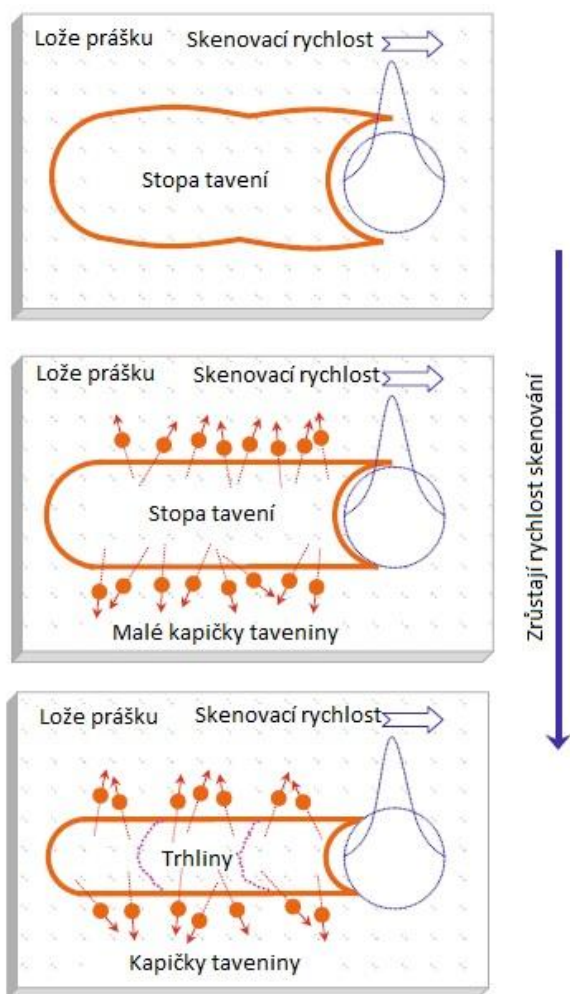 Lože prášku
Skenovací rychlost
Stopa tavení
Lože prášku
Skenovací rychlost
Stopa tavení
Malé kapičky taveniny
Lože prášku
Skenovací rychlost
Trhliny
Kapičky taveniny
Zrůstají rychlost skenování